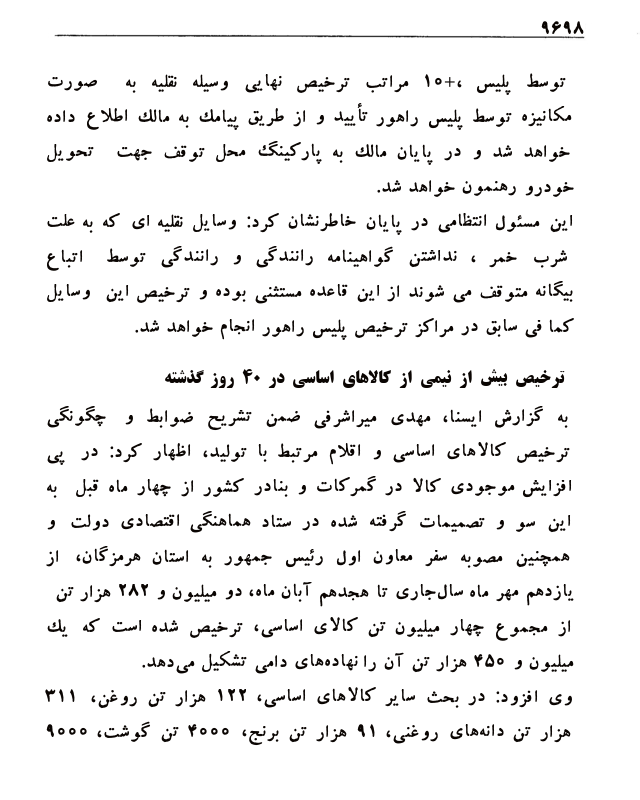 ۹۶۹۸
توسط پلیس +۱۰، مراتب ترخیص نهایی وسیله نقلیه به صورت
مکانیزه توسط پلیس راهور تأیید و از طریق پیامك به مالك اطلاع داده
خواهد شد و در پایان مالك به پارکینگ محل توقف جهت تحویل
خودرو رهنمون خواهد شد.
این مسئول انتظامی در پایان خاطرنشان کرد: وسایل نقلیه ای که به علت
شرب خمر ، نداشتن گواهینامه رانندگی و رانندگی توسط اتباع
بیگانه متوقف می شوند از این قاعده مستثنی بوده و ترخیص این وسایل
کما فی سابق در مراکز ترخیص پلیس راهور انجام خواهد شد.
ترخیص بیش از نیمی از کالاهای اساسی در ۴۰ روز گذشته
به گزارش ایسنا، مهدی میراشرفی ضمن تشریح ضوابط و چگونگی
ترخیص کالاهای اساسی و اقلام مرتبط با تولید، اظهار کرد: در پی
افزایش موجودی کالا در گمرکات و بنادر کشور از چهار ماه قبل به
این سو و تصمیمات گرفته شده در ستاد هماهنگی اقتصادی دولت و
همچنین مصوبه سفر معاون اول رئیس جمهور به استان هرمزگان، از
یازدهم مهر ماه سال‌جاری تا هجدهم آبان ماه، دو میلیون و ۲۸۲ هزار تن
از مجموع چهار میلیون تن کالای اساسی، ترخیص شده است که یك
میلیون و ۴۵۰ هزار تن آن را نهاده‌های دامی تشکیل می‌دهد.
وی افزود: در بحث سایر کالاهای اساسی، ۱۲۲ هزار تن روغن، ۳۱۱
هزار تن دانه‌های روغنی، ۹۱ هزار تن برنج، ۴۰۰۰ تن گوشت، ۹۰۰۰